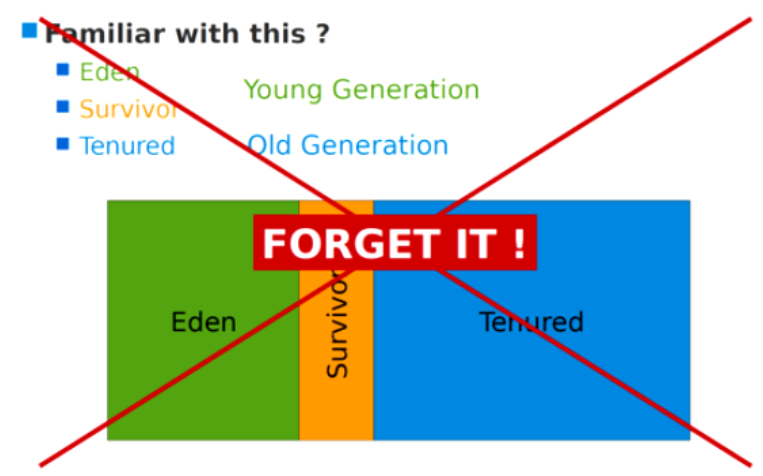 Familiar with this ?
Eden
Young Generation
Survivor
Tenured
Old Generation
FORGET IT !
Eden
Survivor
Tenured